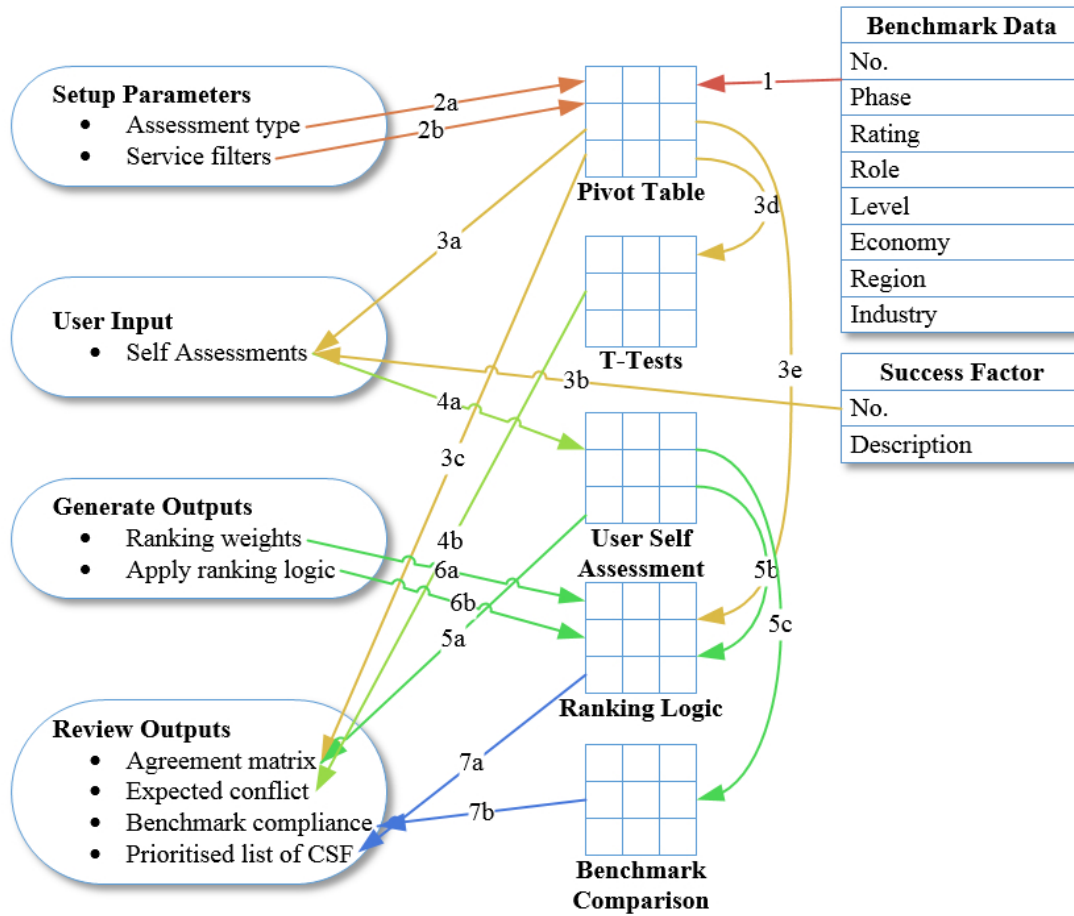 Setup Parameters
• Assessment type
• Service filters
2a
2b
Pivot Table
1
Benchmark Data
No.
Phase
Rating
Role
Level
Economy
Region
Industry
3a
3d
User Input
• Self Assessments
T-Tests
3b
3e
Success Factor
No.
Description
4a
3c
Generate Outputs
• Ranking weights
• Apply ranking logic
4b
6a
6b
5a
User Self
Assessment
5b
5c
Ranking Logic
Review Outputs
• Agreement matrix
• Expected conflict
• Benchmark compliance
• Prioritised list of CSF
7a
7b
Benchmark
Comparison